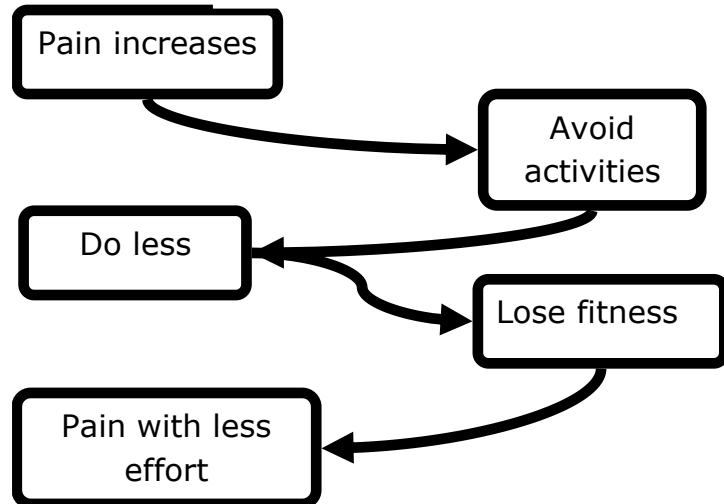 Pain increases
Avoid
activities
Do less
Lose fitness
Pain with less
effort